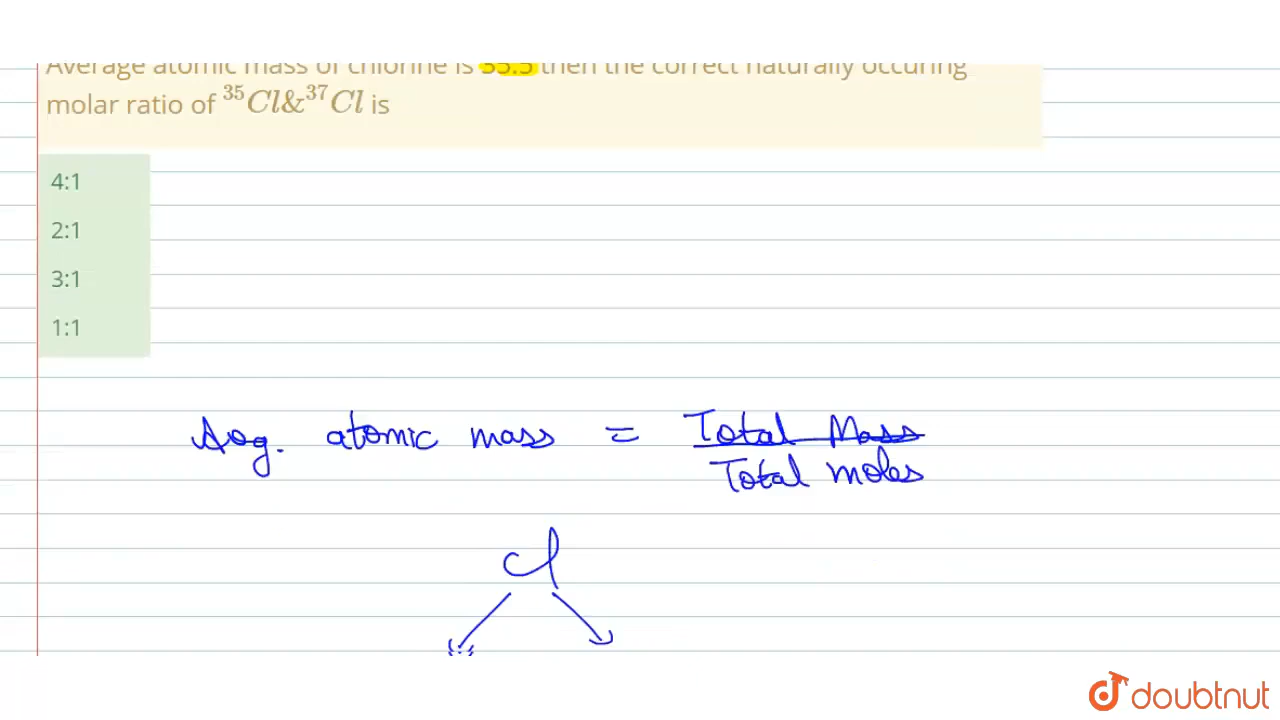 Average atomic mass of chlorine is 35.5 then the correct naturally occuring
molar ratio of ³⁵Cl&³⁷Cl is
4:1
2:1
3:1
1:1
Avg. atomic mass = Total Mass
Total moles
Cl
doubtnut